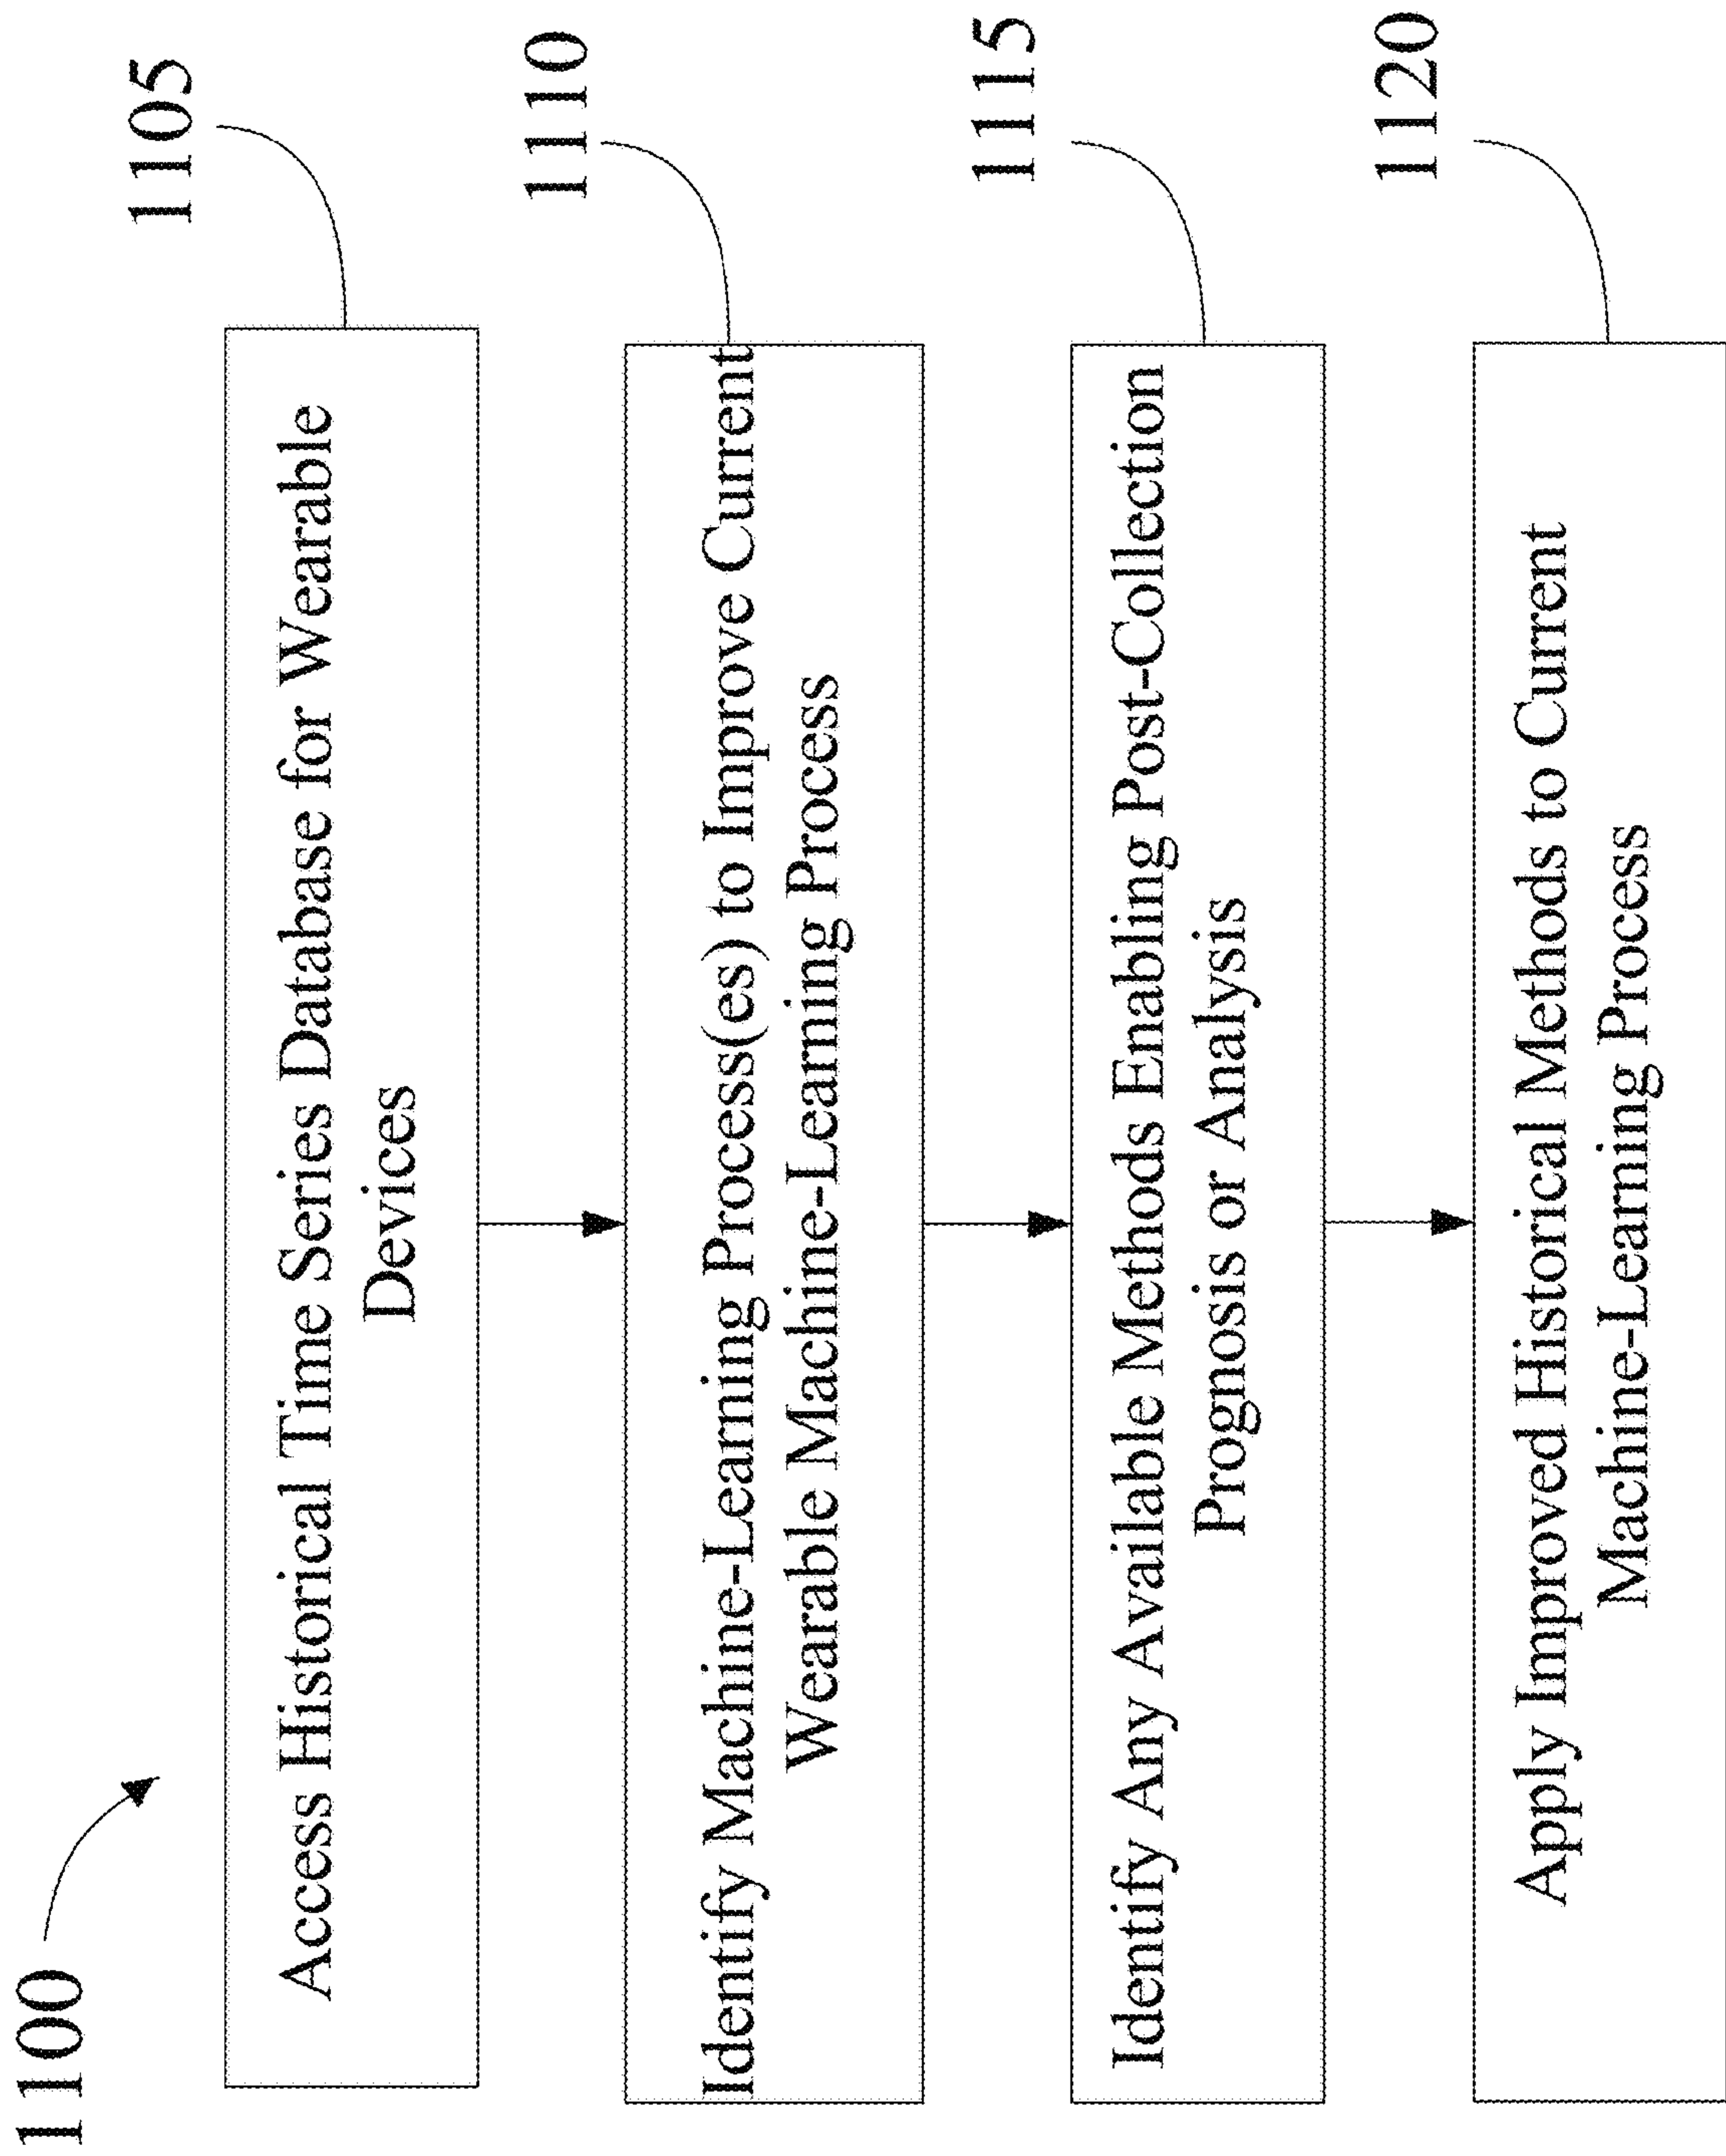 1100
1105
Access Historical Time Series Database for Wearable
Devices
1110
Identify Machine-Learning Process(es) to Improve Current
Wearable Machine-Learning Process
1115
Identify Any Available Methods Enabling Post-Collection
Prognosis or Analysis
1120
Apply Improved Historical Methods to Current
Machine-Learning Process